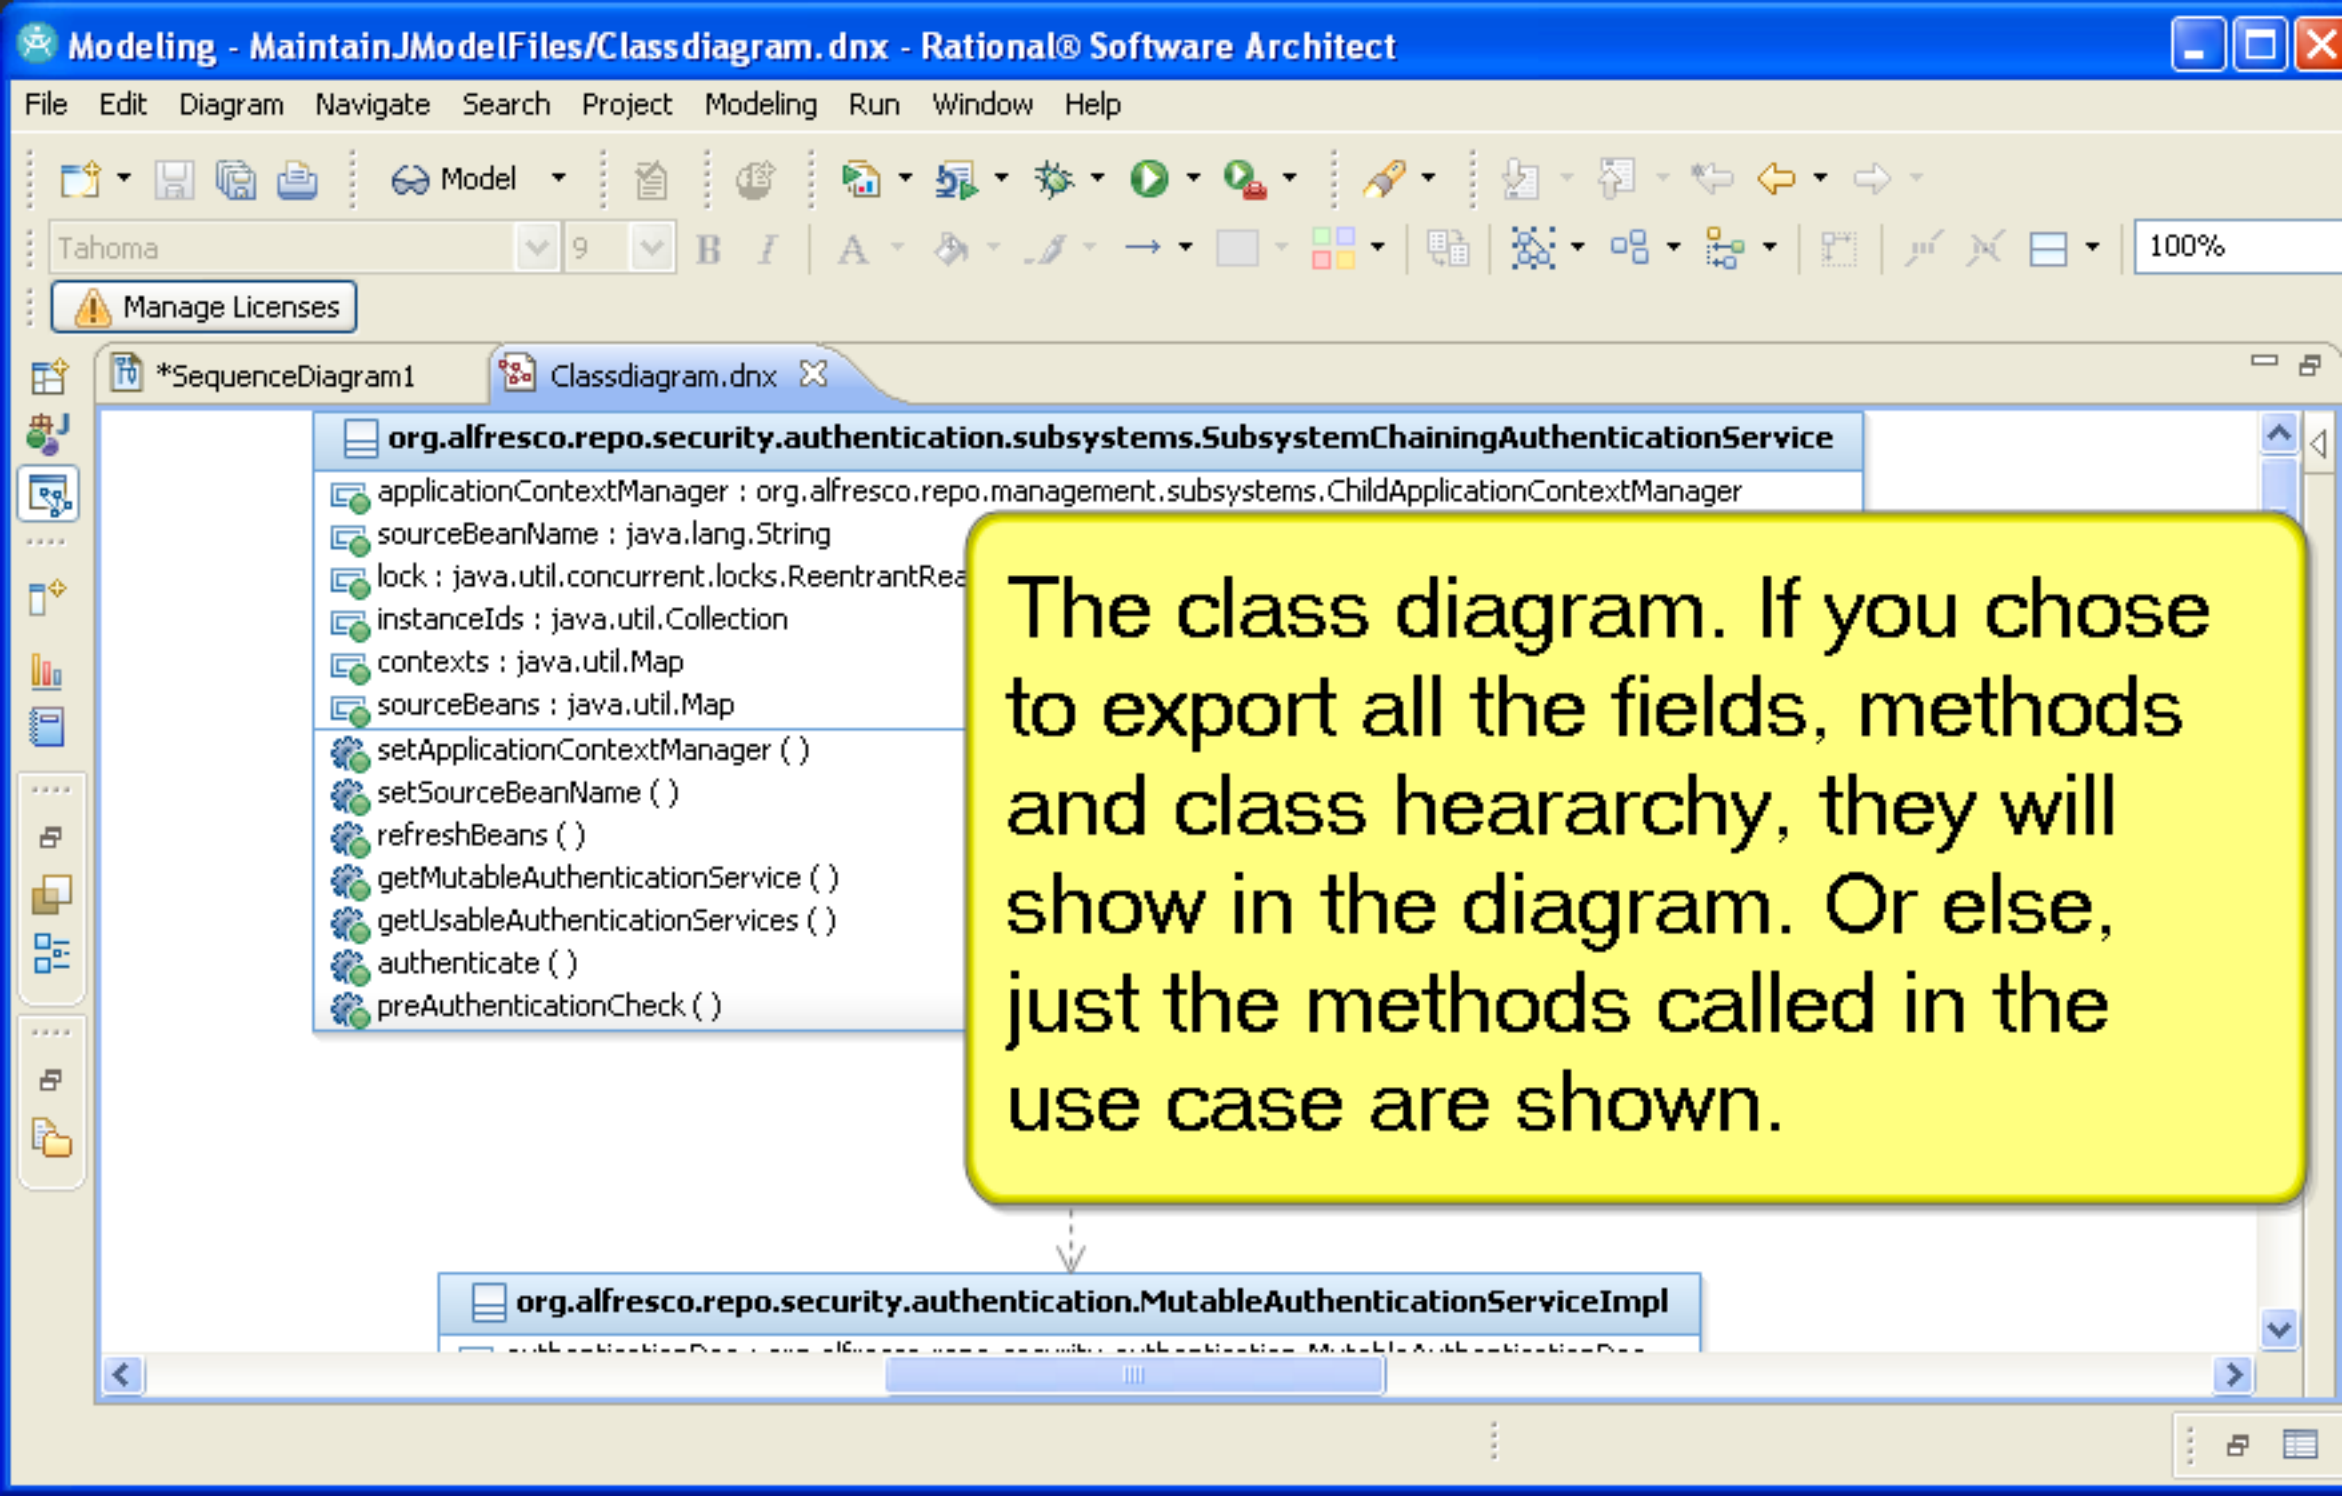 Modeling - MaintainJModelFiles/Classdiagram.dnx - Rational® Software Architect
File Edit Diagram Navigate Search Project Modeling Run Window Help
Model
Tahoma 9 B I A 100%
Manage Licenses
*SequenceDiagram1 Classdiagram.dnx
org.alfresco.repo.security.authentication.subsystems.SubsystemChainingAuthenticationService
applicationContextManager : org.alfresco.repo.management.subsystems.ChildApplicationContextManager
sourceBeanName : java.lang.String
lock : java.util.concurrent.locks.ReentrantRea
instanceIds : java.util.Collection
contexts : java.util.Map
sourceBeans : java.util.Map
setApplicationContextManager ( )
setSourceBeanName ( )
refreshBeans ( )
getMutableAuthenticationService ( )
getUsableAuthenticationServices ( )
authenticate ( )
preAuthenticationCheck ( )
The class diagram. If you chose
to export all the fields, methods
and class heararchy, they will
show in the diagram. Or else,
just the methods called in the
use case are shown.
org.alfresco.repo.security.authentication.MutableAuthenticationServiceImpl